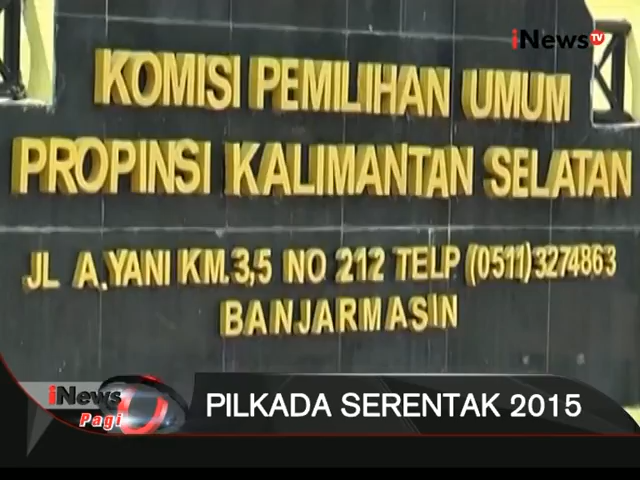 iNews TV
KOMISI PEMILIHAN UMUM
PROPINSI KALIMANTAN SELATAN
JL A.YANI KM.3,5 NO 212 TELP (0511)3274863
BANJARMASIN
iNews
Pagi
PILKADA SERENTAK 2015